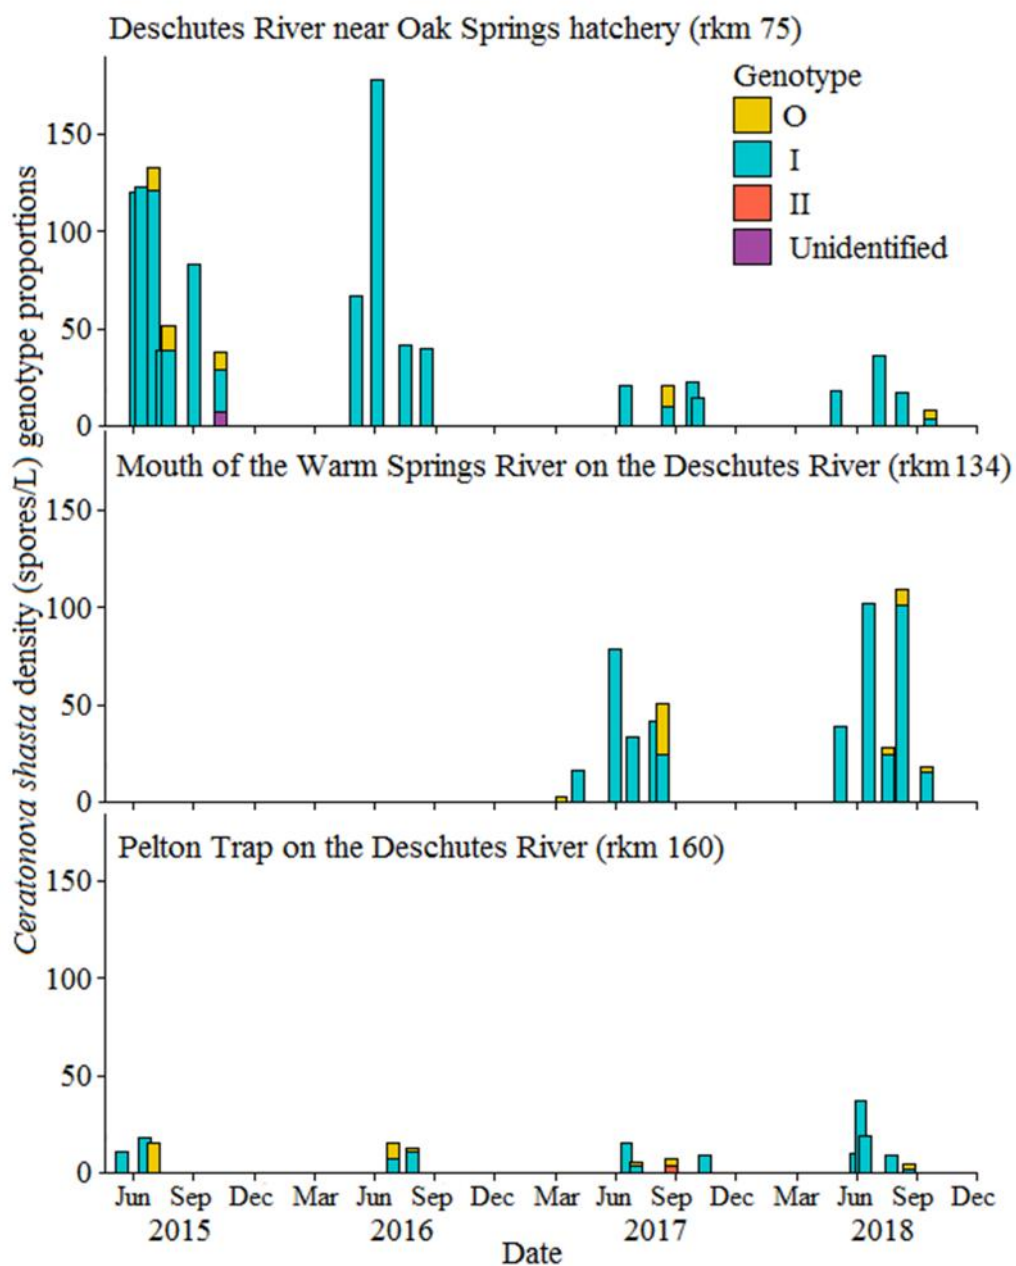 Deschutes River near Oak Springs hatchery (rkm 75)
Genotype
O
I
II
Unidentified
150
100
50
0
Mouth of the Warm Springs River on the Deschutes River (rkm 134)
150
100
50
0
Pelton Trap on the Deschutes River (rkm 160)
150
100
50
0
Ceratonova shasta density (spores/L) genotype proportions
Jun Sep Dec Mar Jun Sep Dec Mar Jun Sep Dec Mar Jun Sep Dec
2015 2016 2017 2018
Date